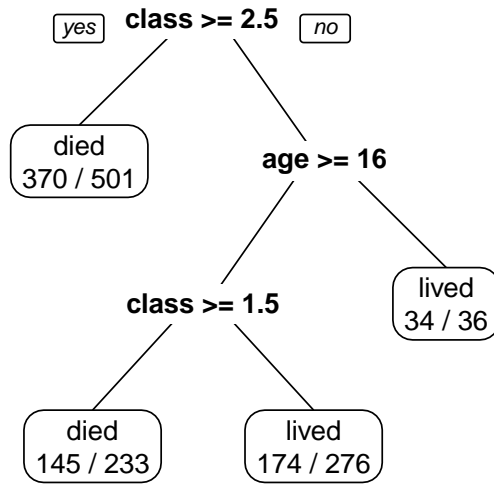 yes class >= 2.5 no
died
370 / 501
age >= 16
class >= 1.5
lived
34 / 36
died
145 / 233
lived
174 / 276